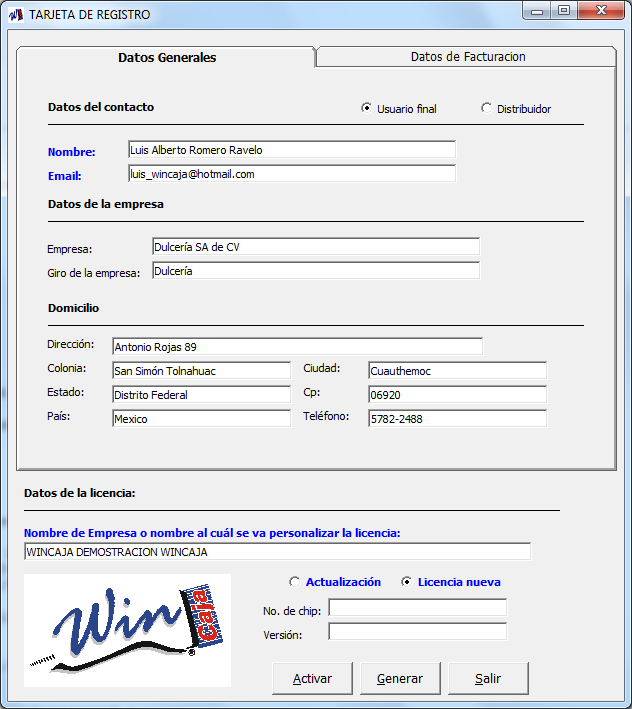 TARJETA DE REGISTRO
Datos Generales Datos de Facturacion
Datos del contacto Usuario final Distribuidor
Nombre: Luis Alberto Romero Ravelo
Email: luis_wincaja@hotmail.com
Datos de la empresa
Empresa: Dulcería SA de CV
Giro de la empresa: Dulcería
Domicilio
Dirección: Antonio Rojas 89
Colonia: San Simón Tolnahuac Ciudad: Cuauthemoc
Estado: Distrito Federal Cp: 06920
País: Mexico Teléfono: 5782-2488
Datos de la licencia:
Nombre de Empresa o nombre al cuál se va personalizar la licencia:
WINCAJA DEMOSTRACION WINCAJA
Win Caja
Actualización Licencia nueva
No. de chip:
Versión:
Activar Generar Salir